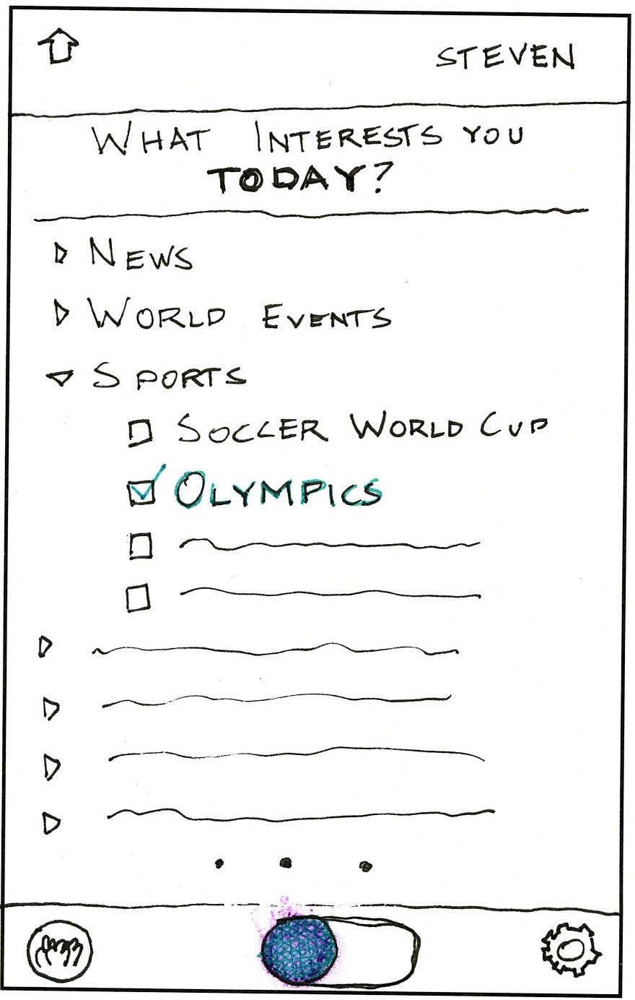 STEVEN
WHAT INTERESTS YOU
TODAY?
NEWS
WORLD EVENTS
SPORTS
SOCCER WORLD CUP
OLYMPICS